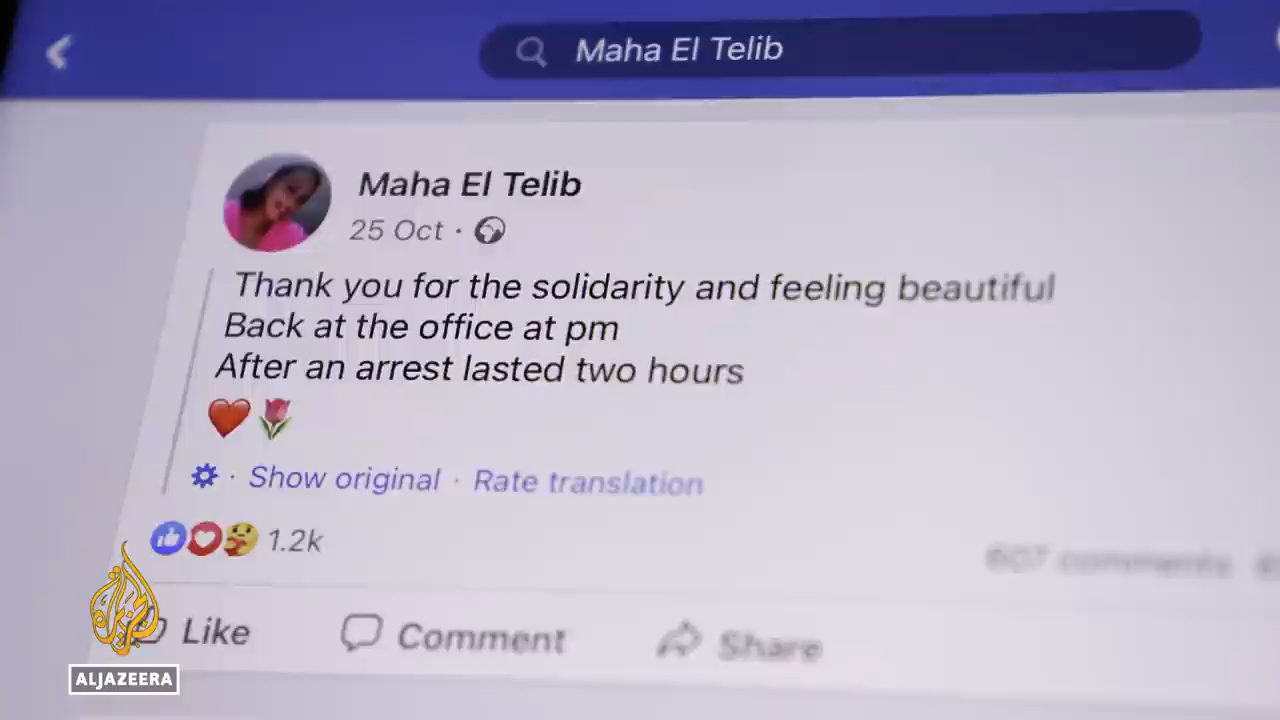 Maha El Telib
Maha El Telib
25 Oct ·
Thank you for the solidarity and feeling beautiful
Back at the office at pm
After an arrest lasted two hours
· Show original · Rate translation
1.2k
607 comments
Like
Comment
Share
ALJAZEERA